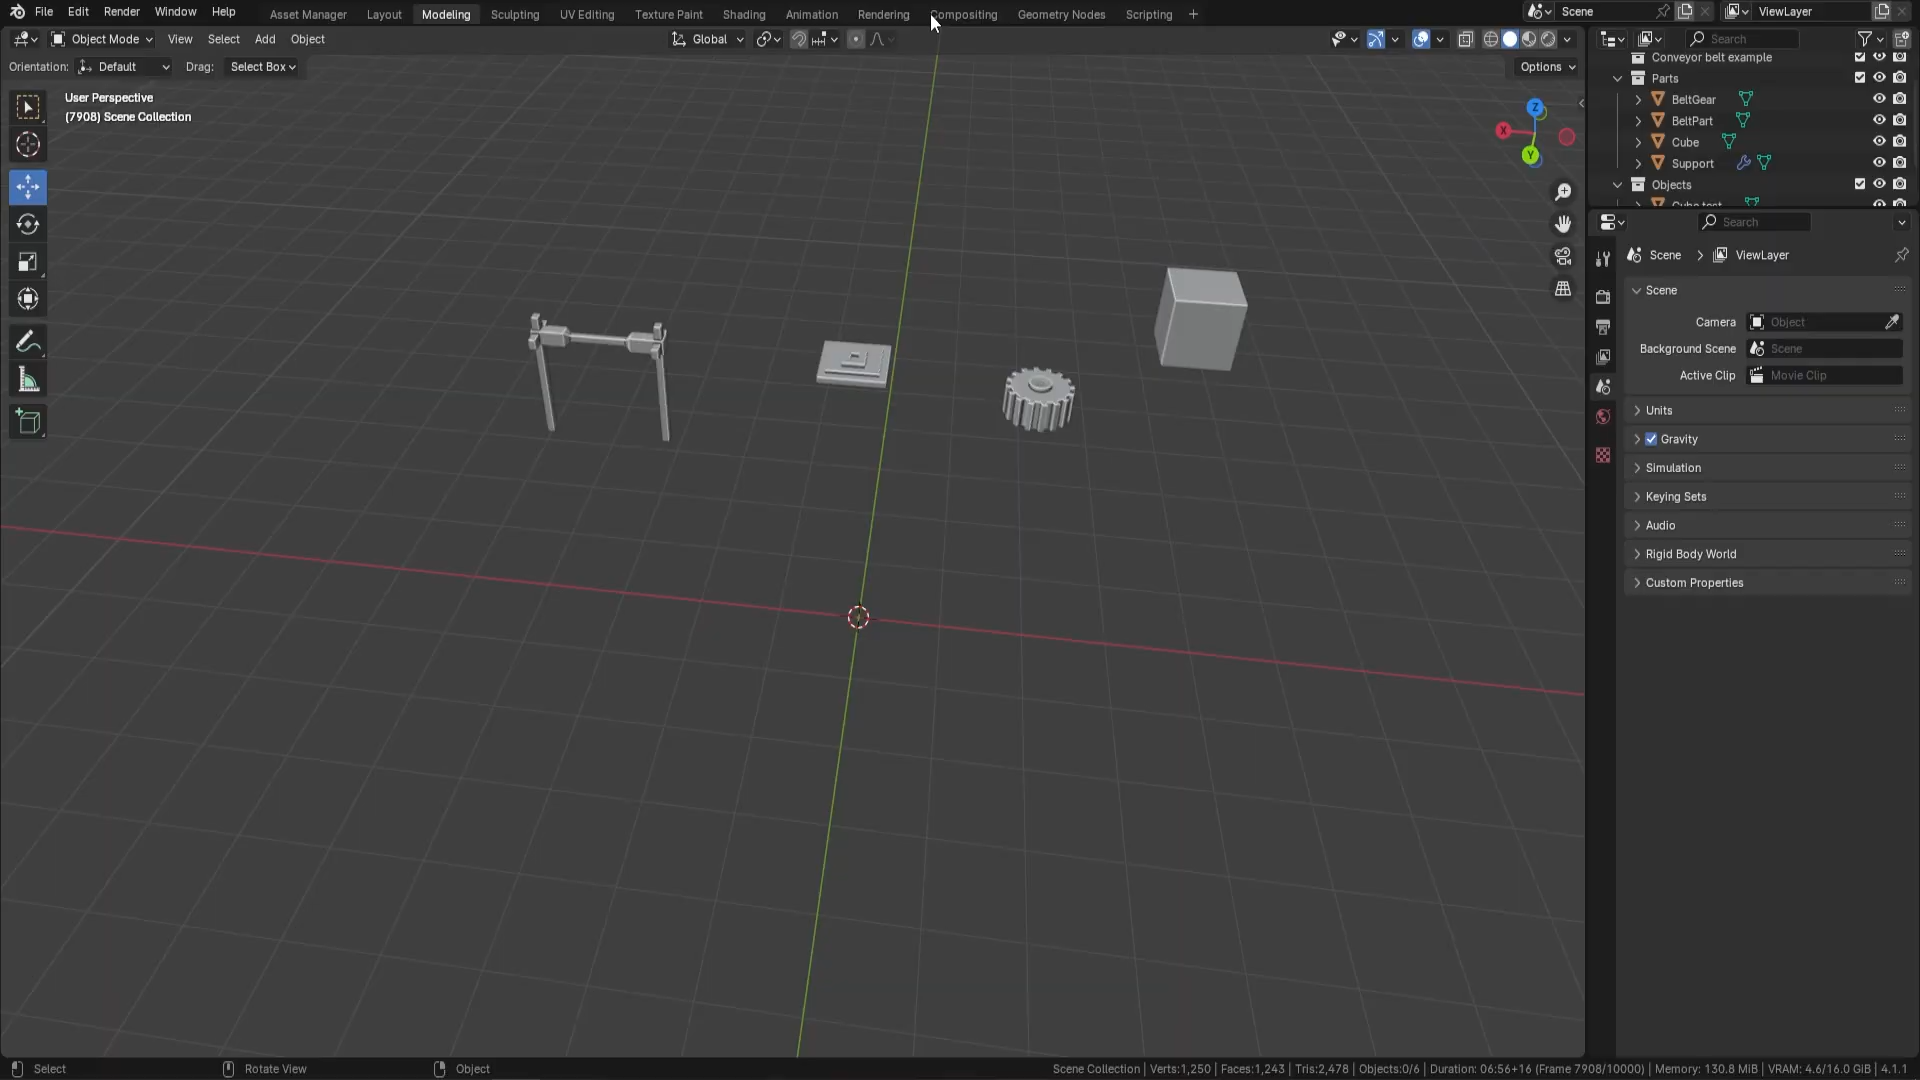 File Edit Render Window Help Asset Manager Layout Modeling Sculpting UV Editing Texture Paint Shading Animation Rendering Compositing Geometry Nodes Scripting + Scene ViewLayer
Object Mode View Select Add Object Global Search
Orientation: Default Drag: Select Box Options
User Perspective
(7908) Scene Collection
Z
X
Y
Conveyor belt example
Parts
BeltGear
BeltPart
Cube
Support
Objects
Cube test
Search
Scene > ViewLayer
Scene
Camera Object
Background Scene Scene
Active Clip Movie Clip
Units
Gravity
Simulation
Keying Sets
Audio
Rigid Body World
Custom Properties
Select Rotate View Object Scene Collection | Verts:1,250 | Faces:1,243 | Tris:2,478 | Objects:0/6 | Duration: 06:56+16 (Frame 7908/10000) | Memory: 130.8 MiB | VRAM: 4.6/16.0 GiB | 4.1.1